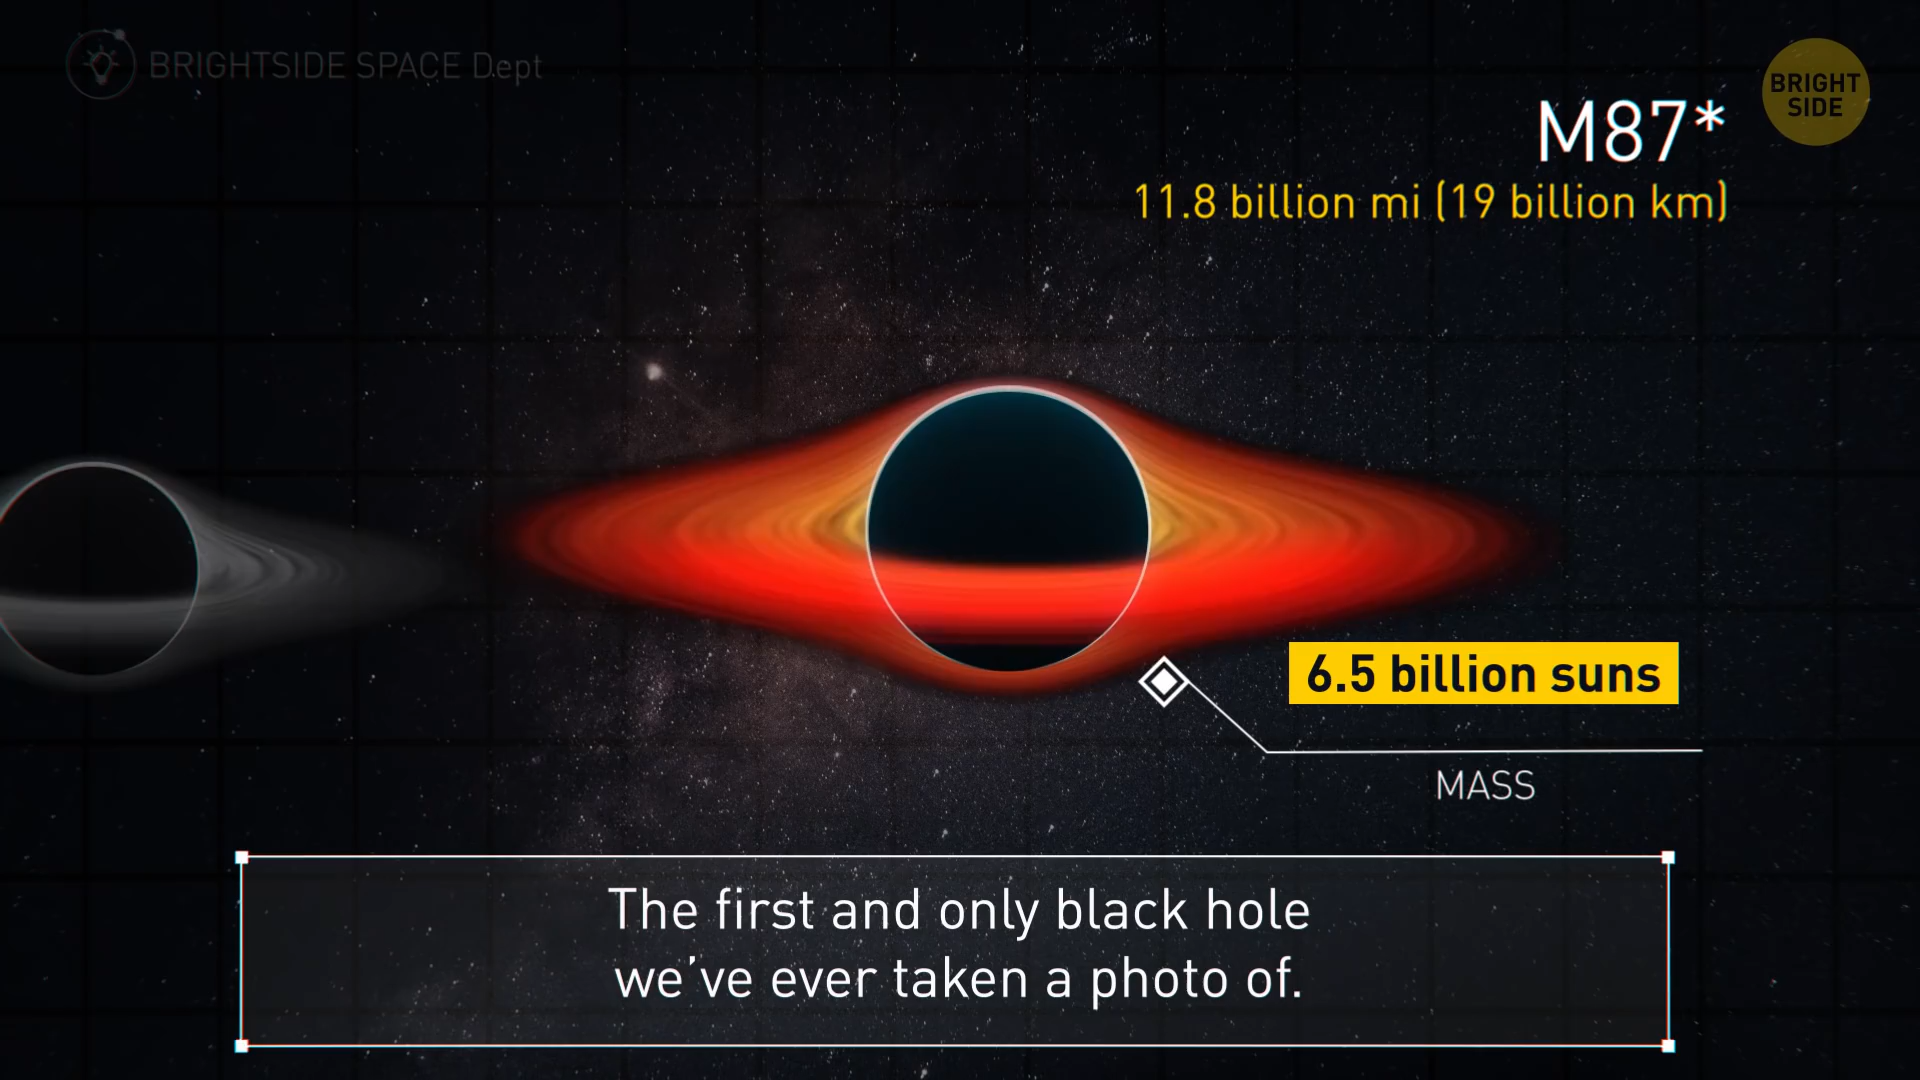 BRIGHTSIDE SPACE Dept
BRIGHT
SIDE
M87*
11.8 billion mi (19 billion km)
6.5 billion suns
MASS
The first and only black hole
we’ve ever taken a photo of.